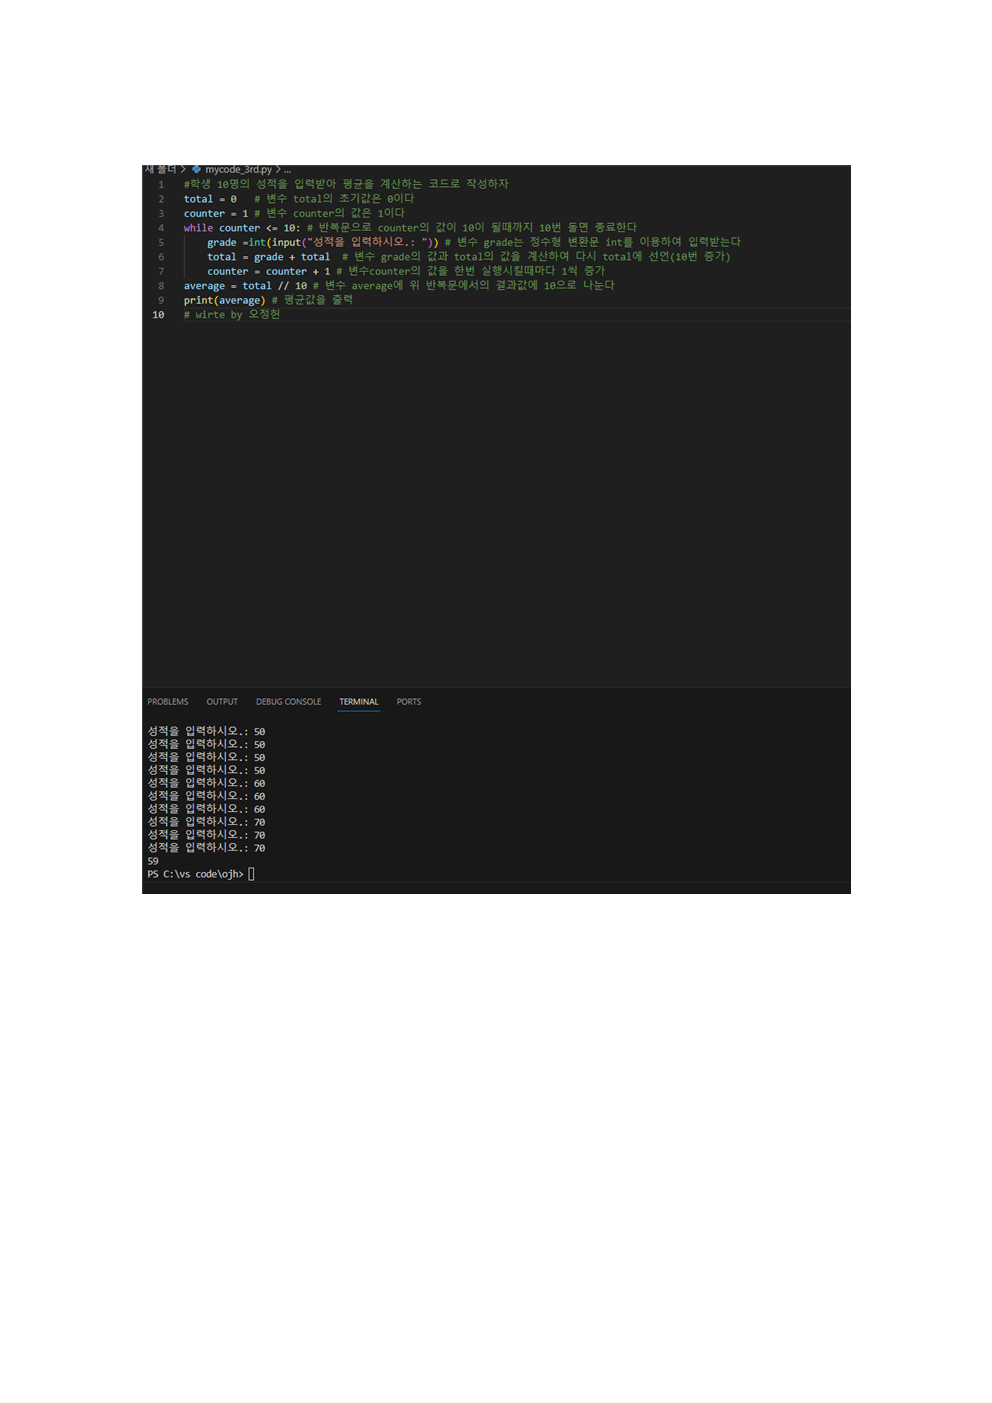 새 폴더 > mycode_3rd.py > ...
1 #학생 10명의 성적을 입력받아 평균을 계산하는 코드로 작성하자
2 total = 0 # 변수 total의 초기값은 0이다
3 counter = 1 # 변수 counter의 값은 1이다
4 while counter <= 10: # 반복문으로 counter의 값이 10이 될때까지 10번 돌면 종료한다
5 grade =int(input("성적을 입력하시오.: ")) # 변수 grade는 정수형 변환문 int를 이용하여 입력받는다
6 total = grade + total # 변수 grade의 값과 total의 값을 계산하여 다시 total에 선언(10번 증가)
7 counter = counter + 1 # 변수counter의 값을 한번 실행시킬때마다 1씩 증가
8 average = total // 10 # 변수 average에 위 반복문에서의 결과값에 10으로 나눈다
9 print(average) # 평균값을 출력
10 # wirte by 오정헌
PROBLEMS OUTPUT DEBUG CONSOLE TERMINAL PORTS
성적을 입력하시오.: 50
성적을 입력하시오.: 50
성적을 입력하시오.: 50
성적을 입력하시오.: 50
성적을 입력하시오.: 60
성적을 입력하시오.: 60
성적을 입력하시오.: 60
성적을 입력하시오.: 70
성적을 입력하시오.: 70
성적을 입력하시오.: 70
59
PS C:\vs code\ojh>